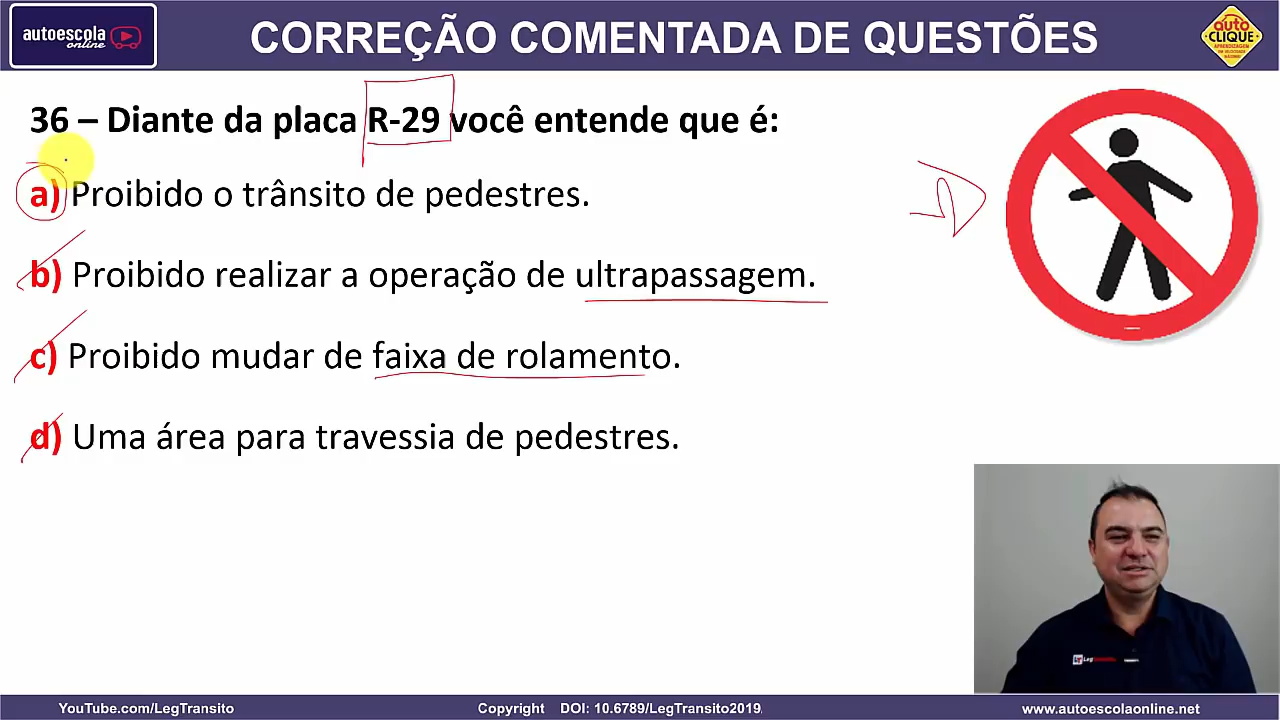 autoescola
online
CORREÇÃO COMENTADA DE QUESTÕES
auto
CLIQUE
36 – Diante da placa R-29 você entende que é:
a) Proibido o trânsito de pedestres.
b) Proibido realizar a operação de ultrapassagem.
c) Proibido mudar de faixa de rolamento.
d) Uma área para travessia de pedestres.
YouTube.com/LegTransito
Copyright DOI: 10.6789/LegTransito2019
www.autoescolaonline.net